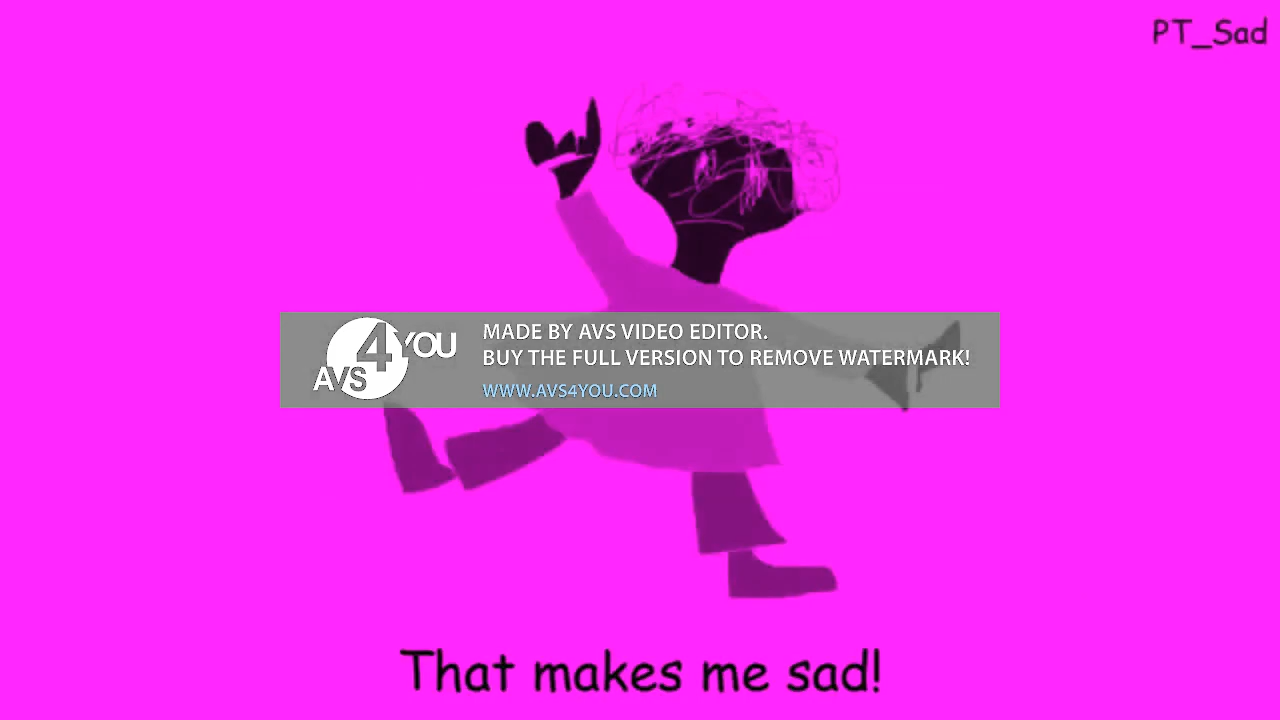 PT_Sad
AVS4YOU
MADE BY AVS VIDEO EDITOR.
BUY THE FULL VERSION TO REMOVE WATERMARK!
WWW.AVS4YOU.COM
That makes me sad!